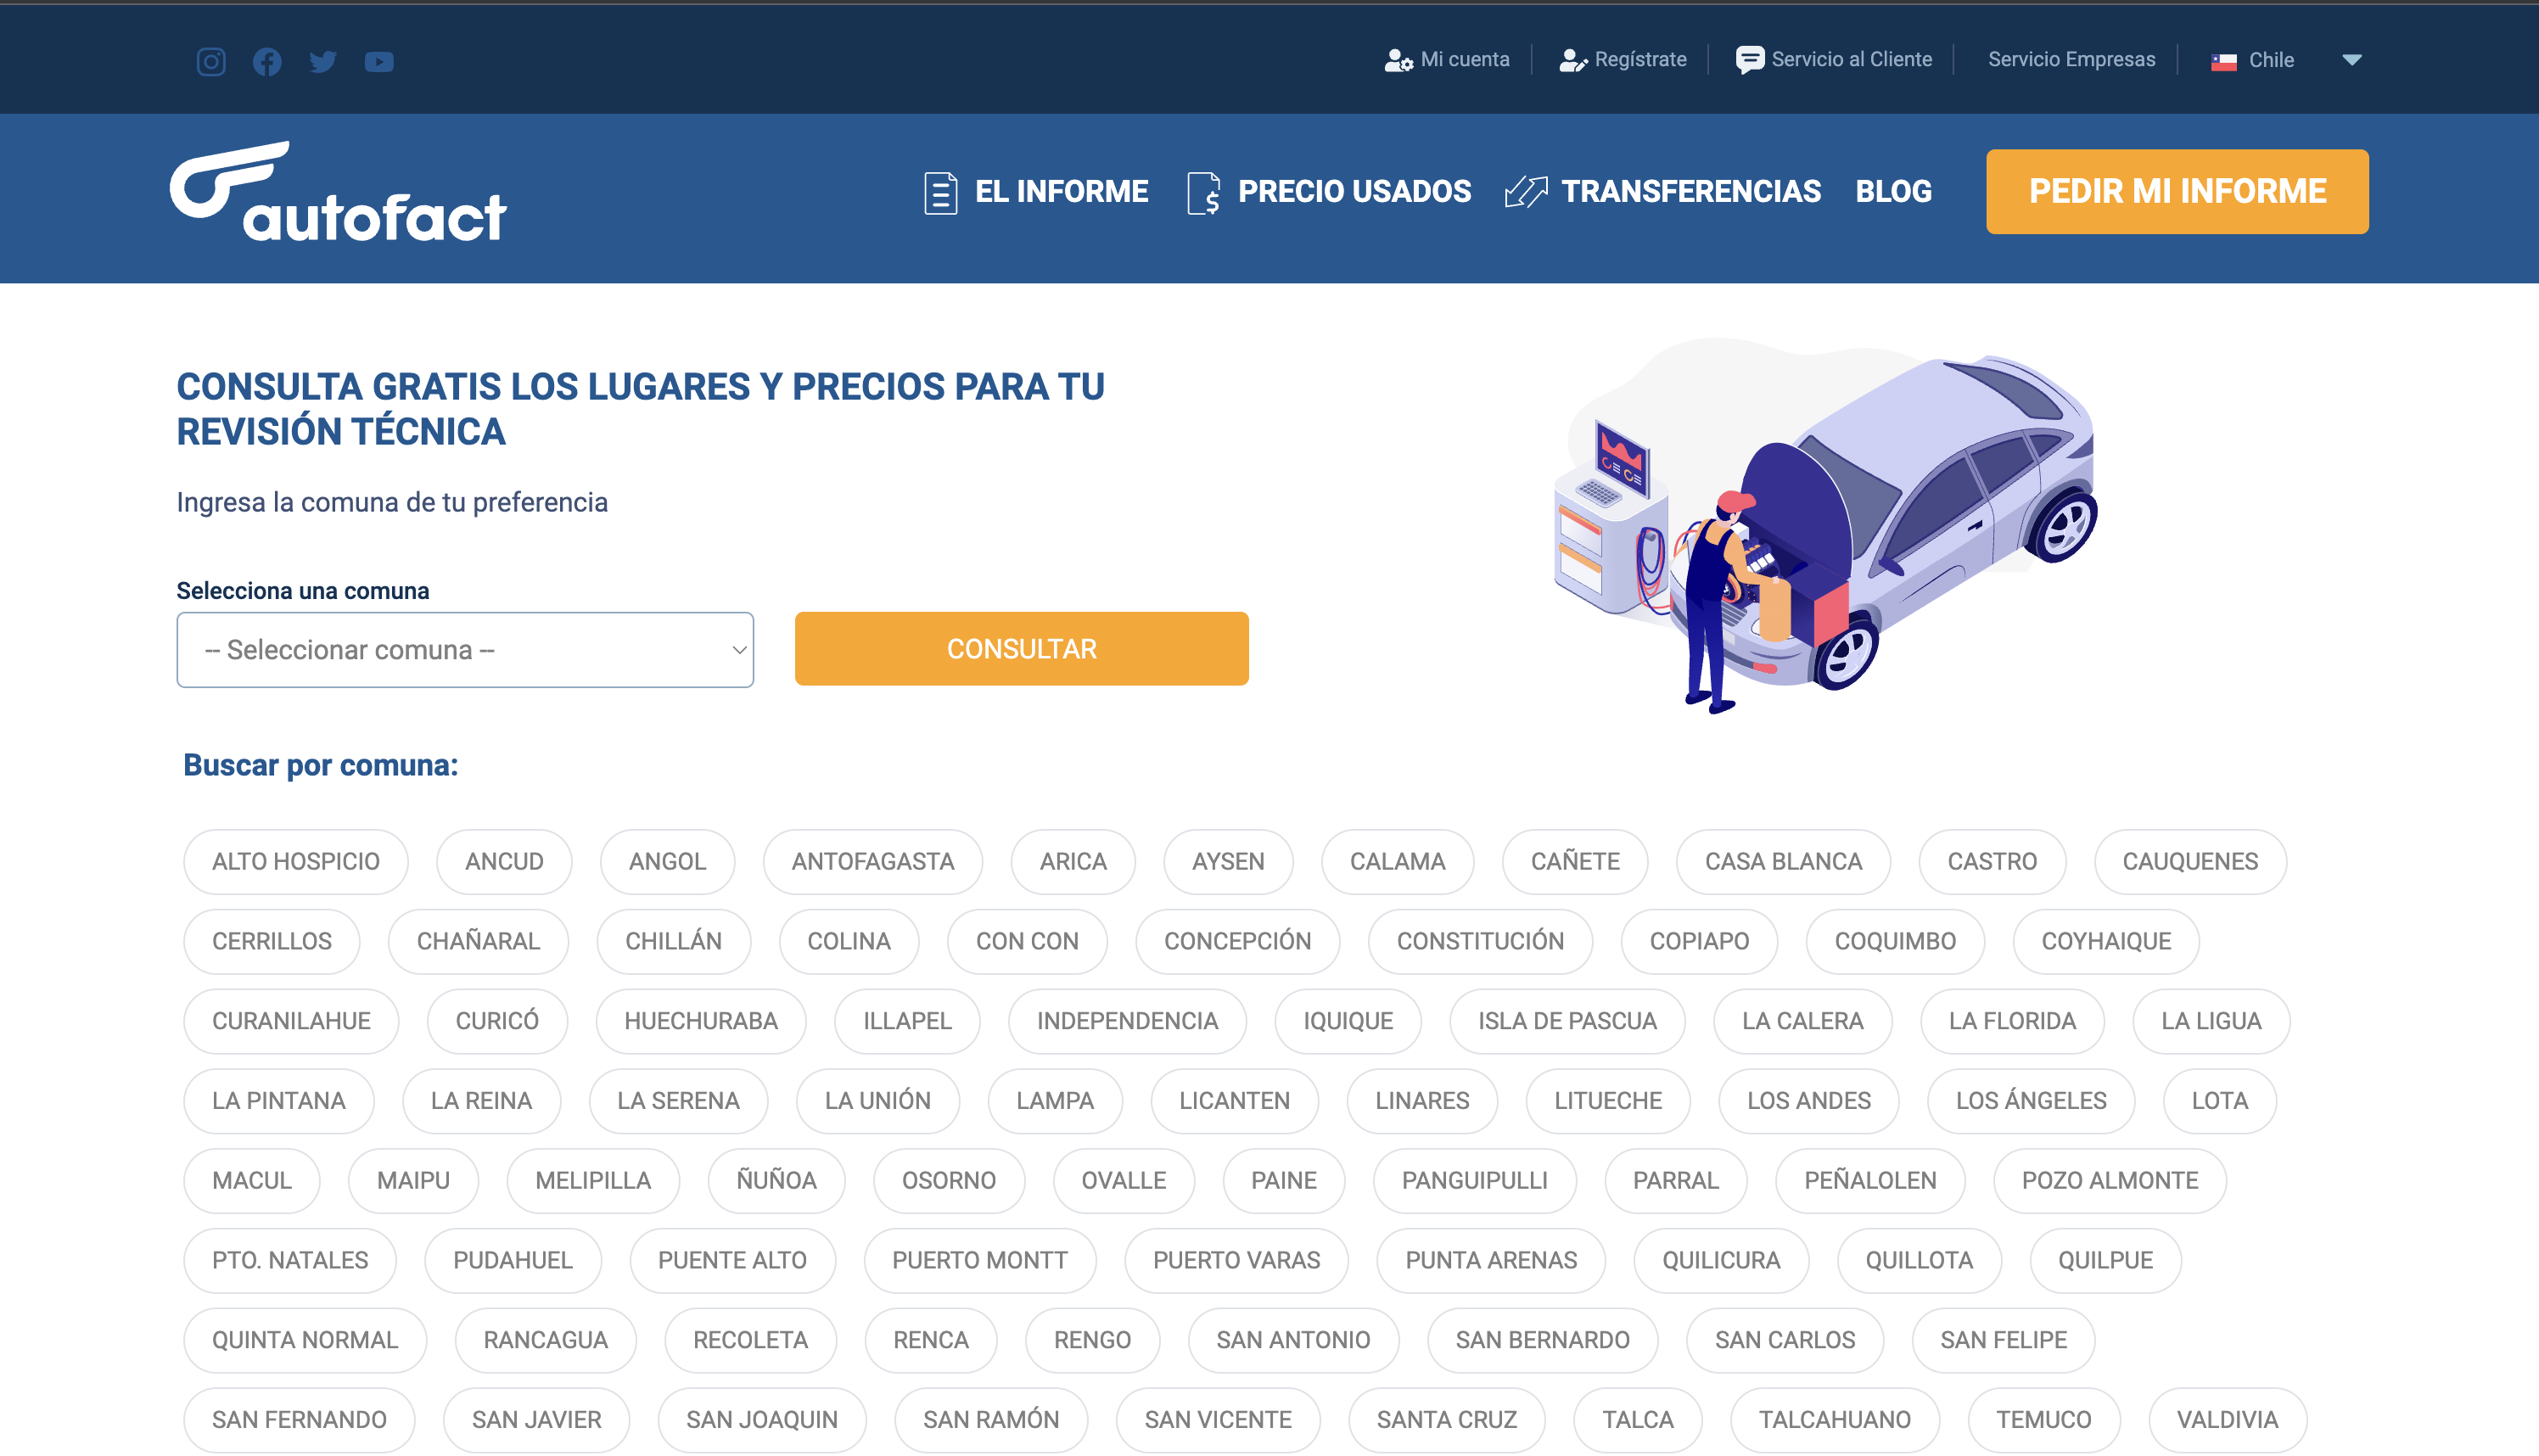 Mi cuenta Regístrate Servicio al Cliente Servicio Empresas Chile
autofact
EL INFORME PRECIO USADOS TRANSFERENCIAS BLOG PEDIR MI INFORME
CONSULTA GRATIS LOS LUGARES Y PRECIOS PARA TU
REVISIÓN TÉCNICA
Ingresa la comuna de tu preferencia
Selecciona una comuna
-- Seleccionar comuna -- CONSULTAR
Buscar por comuna:
ALTO HOSPICIO ANCUD ANGOL ANTOFAGASTA ARICA AYSEN CALAMA CAÑETE CASA BLANCA CASTRO CAUQUENES
CERRILLOS CHAÑARAL CHILLÁN COLINA CON CON CONCEPCIÓN CONSTITUCIÓN COPIAPO COQUIMBO COYHAIQUE
CURANILAHUE CURICÓ HUECHURABA ILLAPEL INDEPENDENCIA IQUIQUE ISLA DE PASCUA LA CALERA LA FLORIDA LA LIGUA
LA PINTANA LA REINA LA SERENA LA UNIÓN LAMPA LICANTEN LINARES LITUECHE LOS ANDES LOS ÁNGELES LOTA
MACUL MAIPU MELIPILLA ÑUÑOA OSORNO OVALLE PAINE PANGUIPULLI PARRAL PEÑALOLEN POZO ALMONTE
PTO. NATALES PUDAHUEL PUENTE ALTO PUERTO MONTT PUERTO VARAS PUNTA ARENAS QUILICURA QUILLOTA QUILPUE
QUINTA NORMAL RANCAGUA RECOLETA RENCA RENGO SAN ANTONIO SAN BERNARDO SAN CARLOS SAN FELIPE
SAN FERNANDO SAN JAVIER SAN JOAQUIN SAN RAMÓN SAN VICENTE SANTA CRUZ TALCA TALCAHUANO TEMUCO VALDIVIA